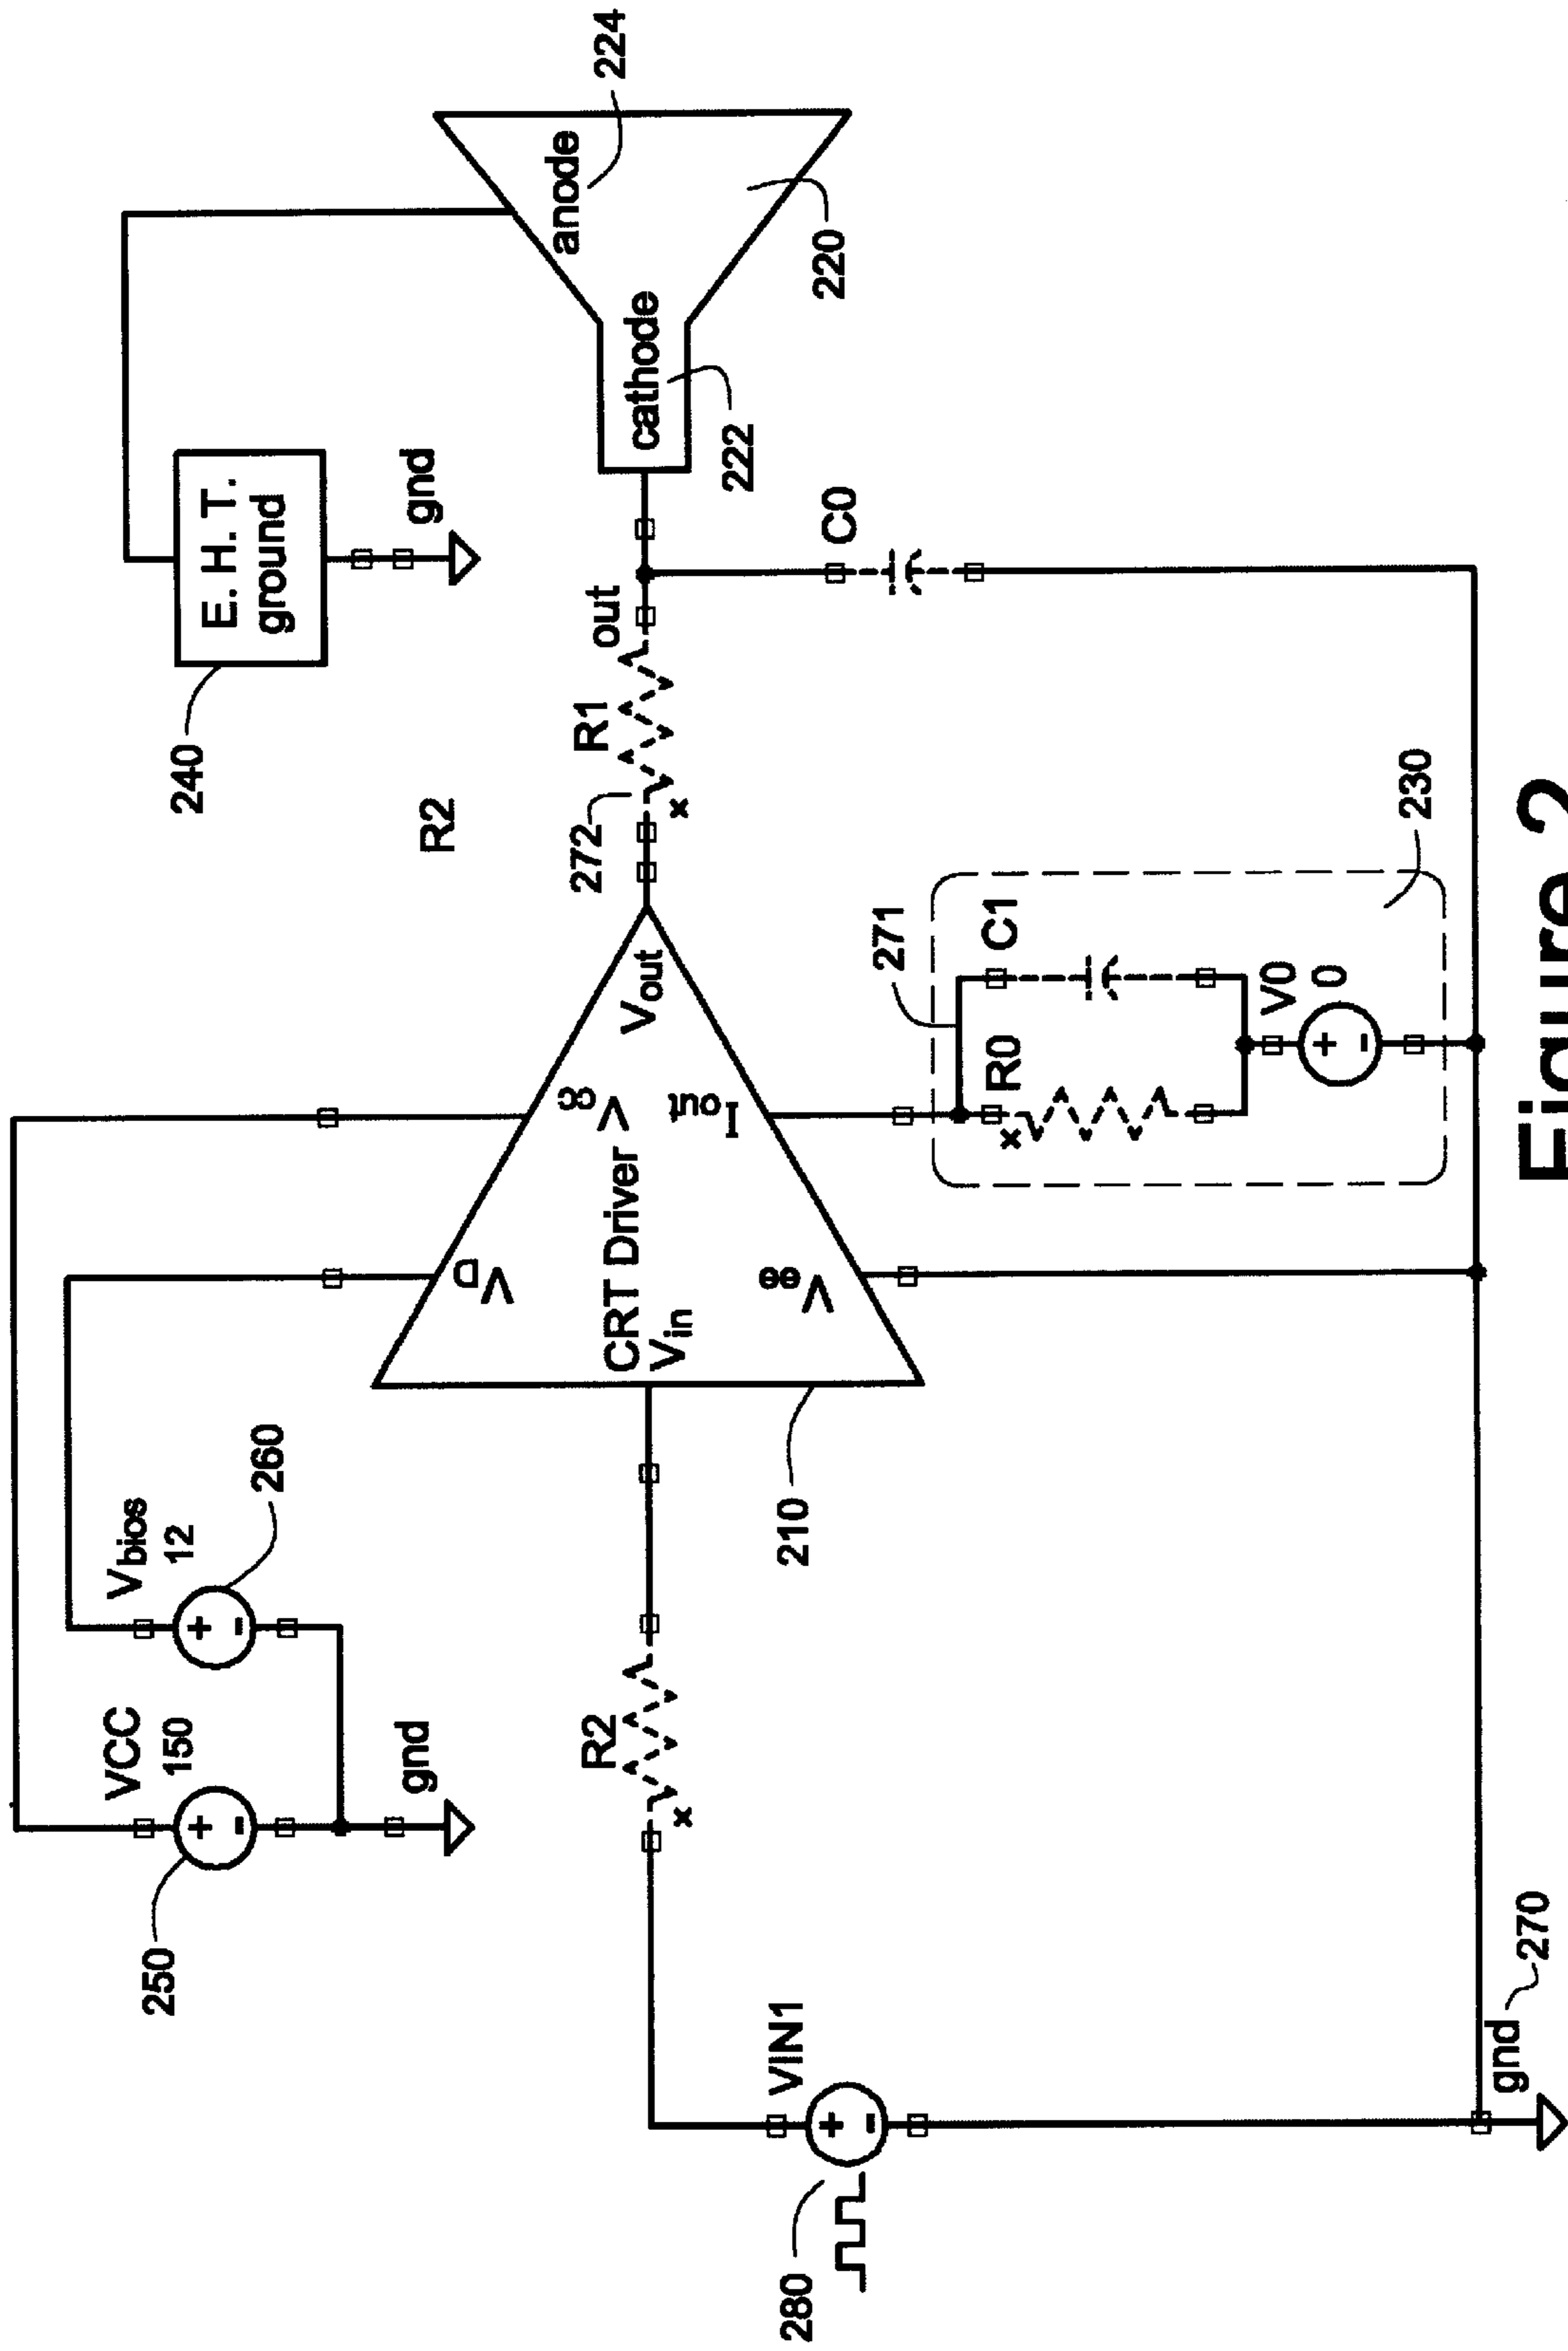 250
VCC
150
Vbios
12
260
gnd
E. H. T.
ground
240
gnd
R2
anode
224
cathode
222
220
VD
Vcc
CRT Driver
Vin
Vout
Iout
Vee
210
R2
x
272
R1
x
out
C0
VIN1
280
271
R0
x
C1
V0
0
230
gnd
270
+
-
+
-
+
-
+
-
Figure 2